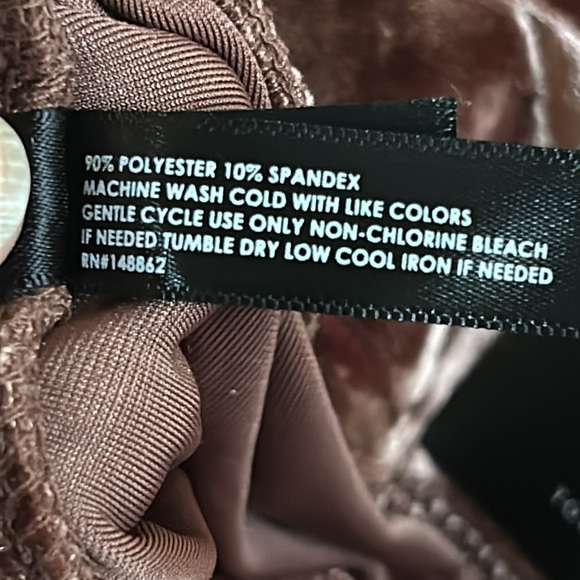 90% POLYESTER 10% SPANDEX
MACHINE WASH COLD WITH LIKE COLORS
GENTLE CYCLE USE ONLY NON-CHLORINE BLEACH
IF NEEDED TUMBLE DRY LOW COOL IRON IF NEEDED
RN#148862